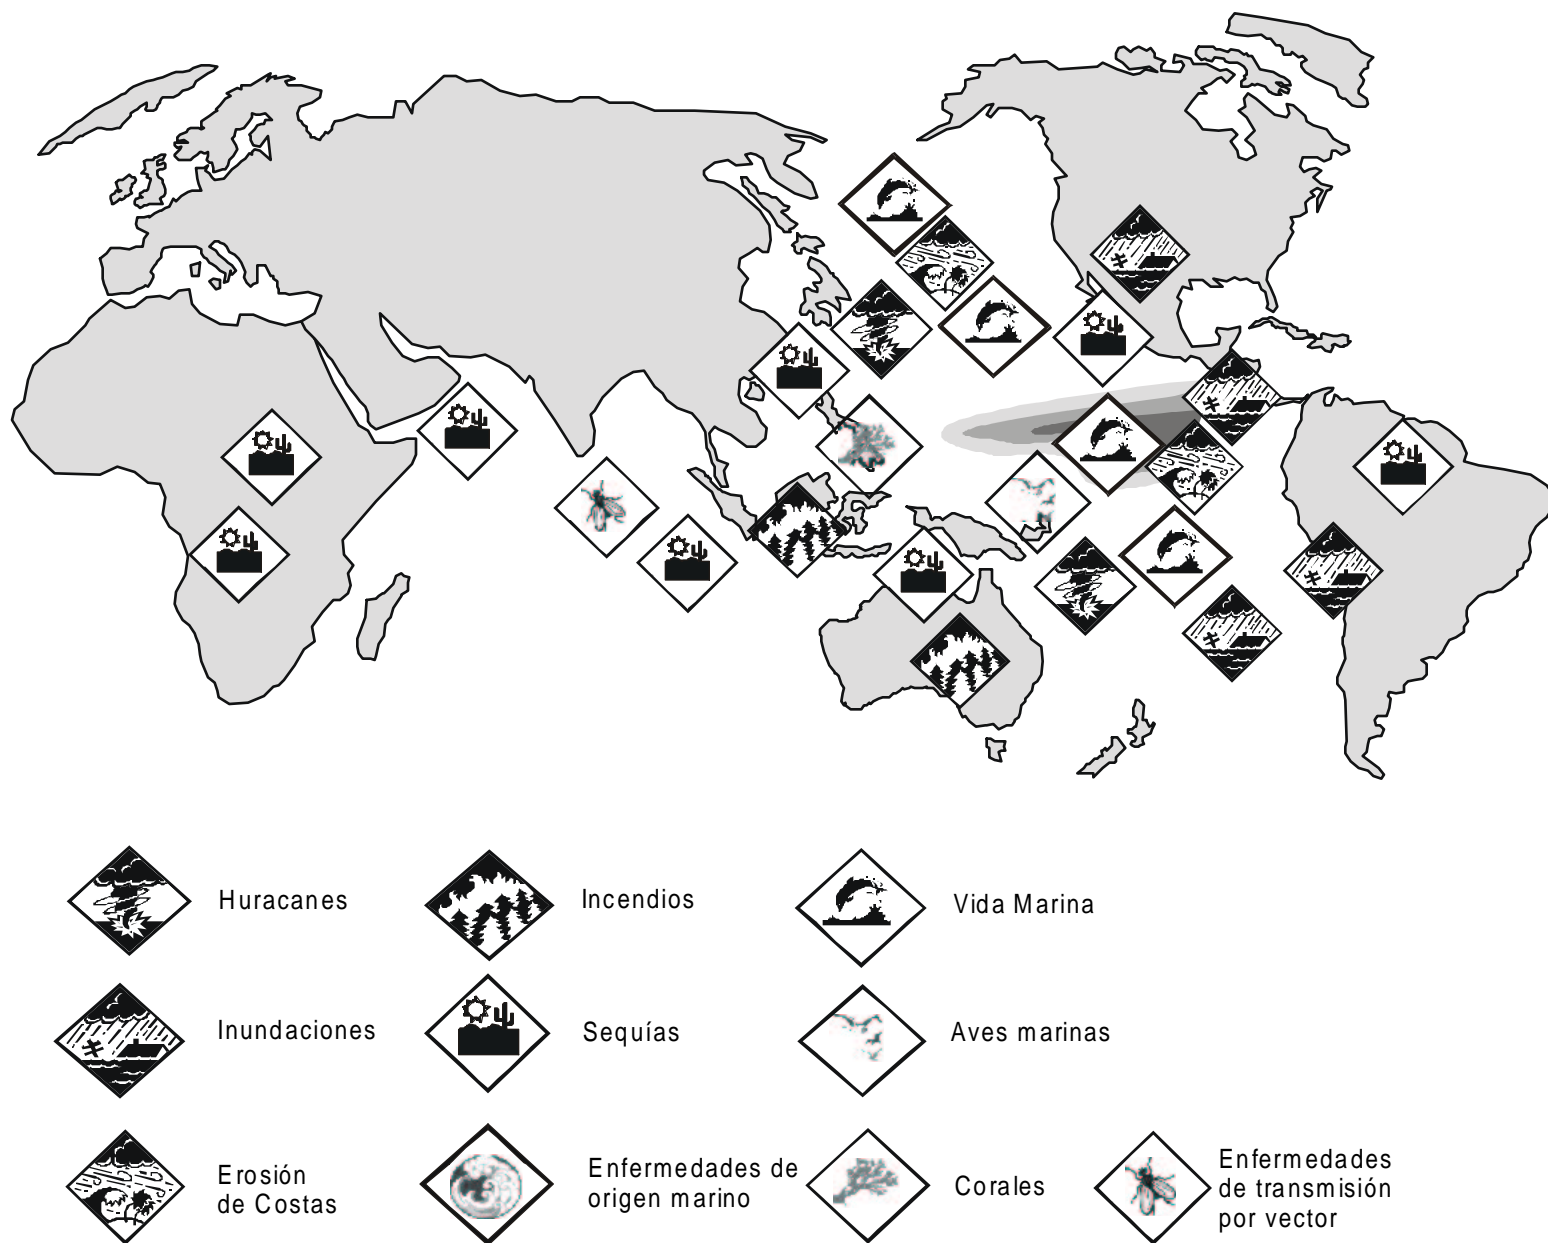 Huracanes
Incendios
Vida Marina
Inundaciones
Sequías
Aves marinas
Erosión
de Costas
Enfermedades de
origen marino
Corales
Enfermedades
de transmisión
por vector